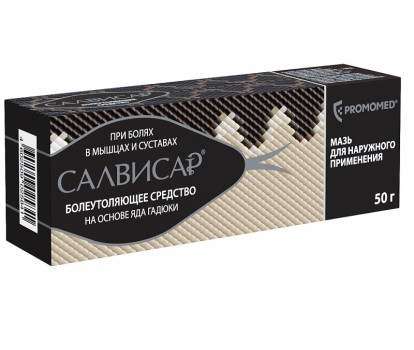 ПРИ БОЛЯХ
В МЫШЦАХ И СУСТАВАХ
САЛВИСАР®
БОЛЕУТОЛЯЮЩЕЕ СРЕДСТВО
НА ОСНОВЕ ЯДА ГАДЮКИ
PROMOMED®
МАЗЬ
ДЛЯ НАРУЖНОГО
ПРИМЕНЕНИЯ
50 г